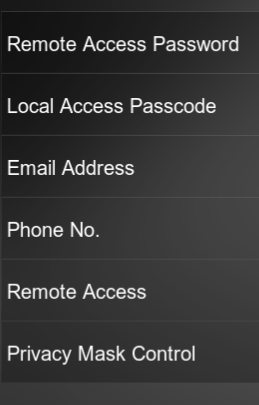 Remote Access Password
Local Access Passcode
Email Address
Phone No.
Remote Access
Privacy Mask Control